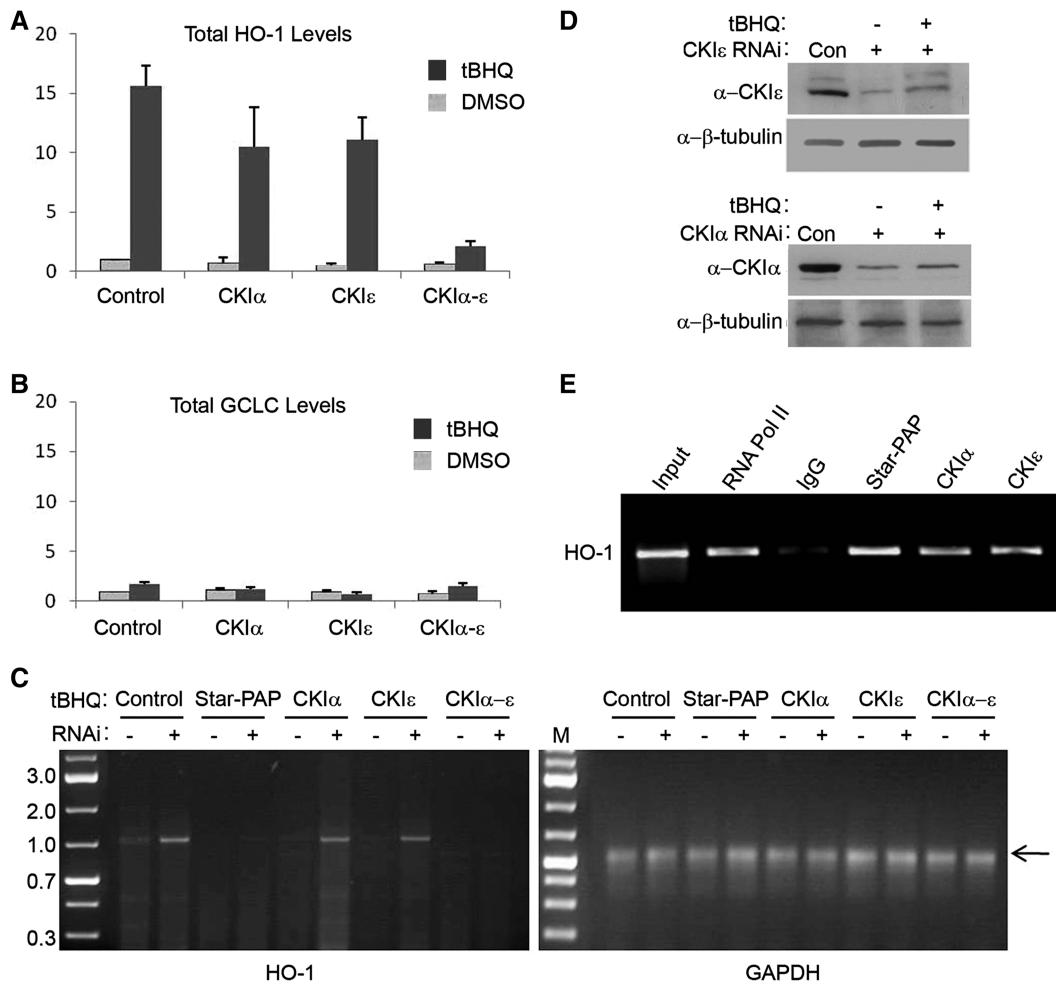 A
Total HO-1 Levels
20
15
10
5
0
tBHQ
DMSO
Control CKIα CKIε CKIα-ε
B
Total GCLC Levels
20
15
10
5
0
tBHQ
DMSO
Control CKIα CKIε CKIα-ε
C
tBHQ: Control Star-PAP CKIα CKIε CKIα–ε
RNAi: - + - + - + - + - +
3.0
2.0
1.0
0.7
0.3
HO-1
Control Star-PAP CKIα CKIε CKIα–ε
M - + - + - + - + - +
GAPDH
D
tBHQ: - +
CKIε RNAi: Con + +
α–CKIε
α–β-tubulin
tBHQ: - +
CKIα RNAi: Con + +
α–CKIα
α–β-tubulin
E
Input RNA Pol II IgG Star-PAP CKIα CKIε
HO-1